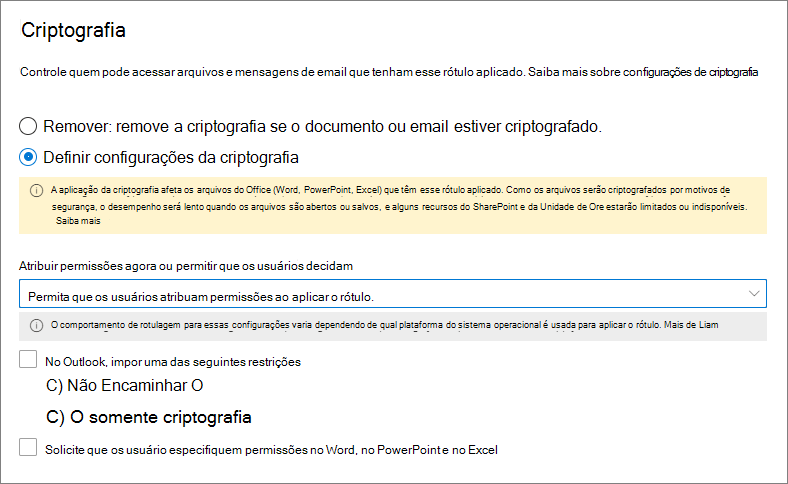 Criptografia
Controle quem pode acessar arquivos e mensagens de email que tenham esse rótulo aplicado. Saiba mais sobre configurações de criptografia
Remover: remove a criptografia se o documento ou email estiver criptografado.
Definir configurações da criptografia
A aplicação da criptografia afeta os arquivos do Office (Word, PowerPoint, Excel) que têm esse rótulo aplicado. Como os arquivos serão criptografados por motivos de
segurança, o desempenho será lento quando os arquivos são abertos ou salvos, e alguns recursos do SharePoint e da Unidade de Ore estarão limitados ou indisponíveis.
Saiba mais
Atribuir permissões agora ou permitir que os usuários decidam
Permita que os usuários atribuam permissões ao aplicar o rótulo.
O comportamento de rotulagem para essas configurações varia dependendo de qual plataforma do sistema operacional é usada para aplicar o rótulo. Mais de Liam
No Outlook, impor uma das seguintes restrições
C) Não Encaminhar O
C) O somente criptografia
Solicite que os usuário especifiquem permissões no Word, no PowerPoint e no Excel